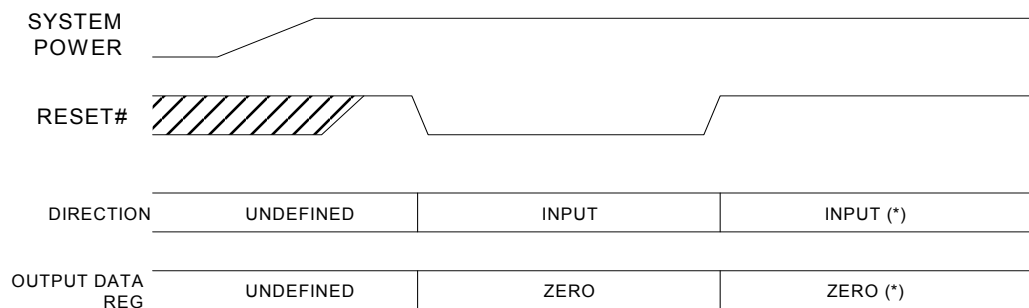 SYSTEM
POWER
RESET#
DIRECTION UNDEFINED INPUT INPUT (*)
OUTPUT DATA
REG UNDEFINED ZERO ZERO (*)